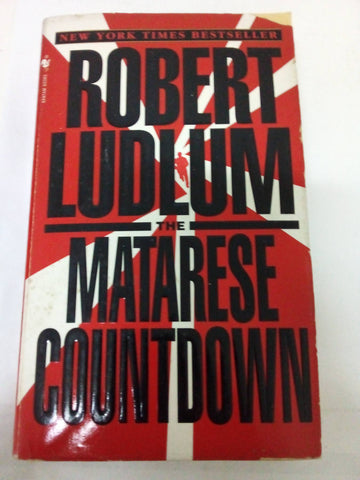 NEW YORK TIMES BESTSELLER
ROBERT
LUDLUM
THE
MATARESE
COUNTDOWN